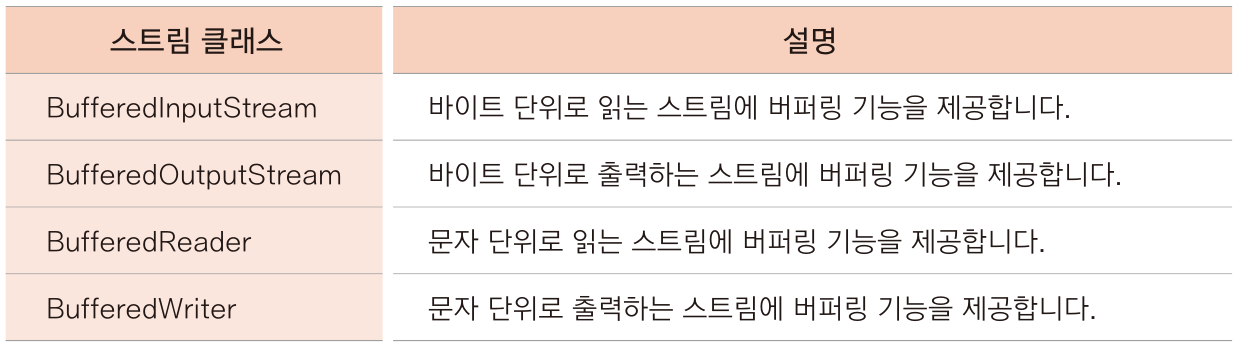 스트림 클래스 설명
BufferedInputStream 바이트 단위로 읽는 스트림에 버퍼링 기능을 제공합니다.
BufferedOutputStream 바이트 단위로 출력하는 스트림에 버퍼링 기능을 제공합니다.
BufferedReader 문자 단위로 읽는 스트림에 버퍼링 기능을 제공합니다.
BufferedWriter 문자 단위로 출력하는 스트림에 버퍼링 기능을 제공합니다.